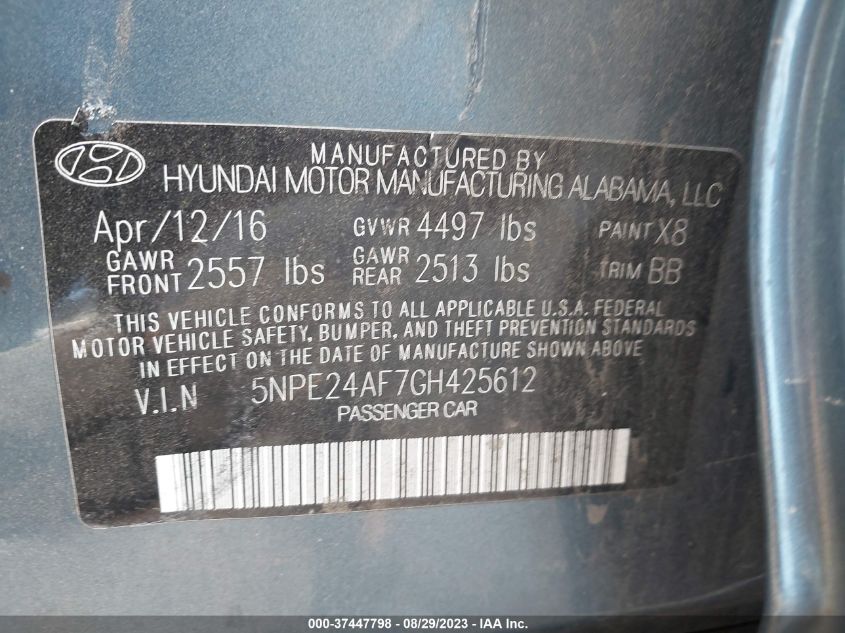 MANUFACTURED BY
HYUNDAI MOTOR MANUFACTURING ALABAMA, LLC
Apr/12/16 GVWR 4497 lbs PAINT X8
GAWR FRONT 2557 lbs GAWR REAR 2513 lbs TRIM BB
THIS VEHICLE CONFORMS TO ALL APPLICABLE U.S.A. FEDERAL
MOTOR VEHICLE SAFETY, BUMPER, AND THEFT PREVENTION STANDARDS
IN EFFECT ON THE DATE OF MANUFACTURE SHOWN ABOVE
V.I.N 5NPE24AF7GH425612
PASSENGER CAR
000-37447798 - 08/29/2023 - IAA Inc.